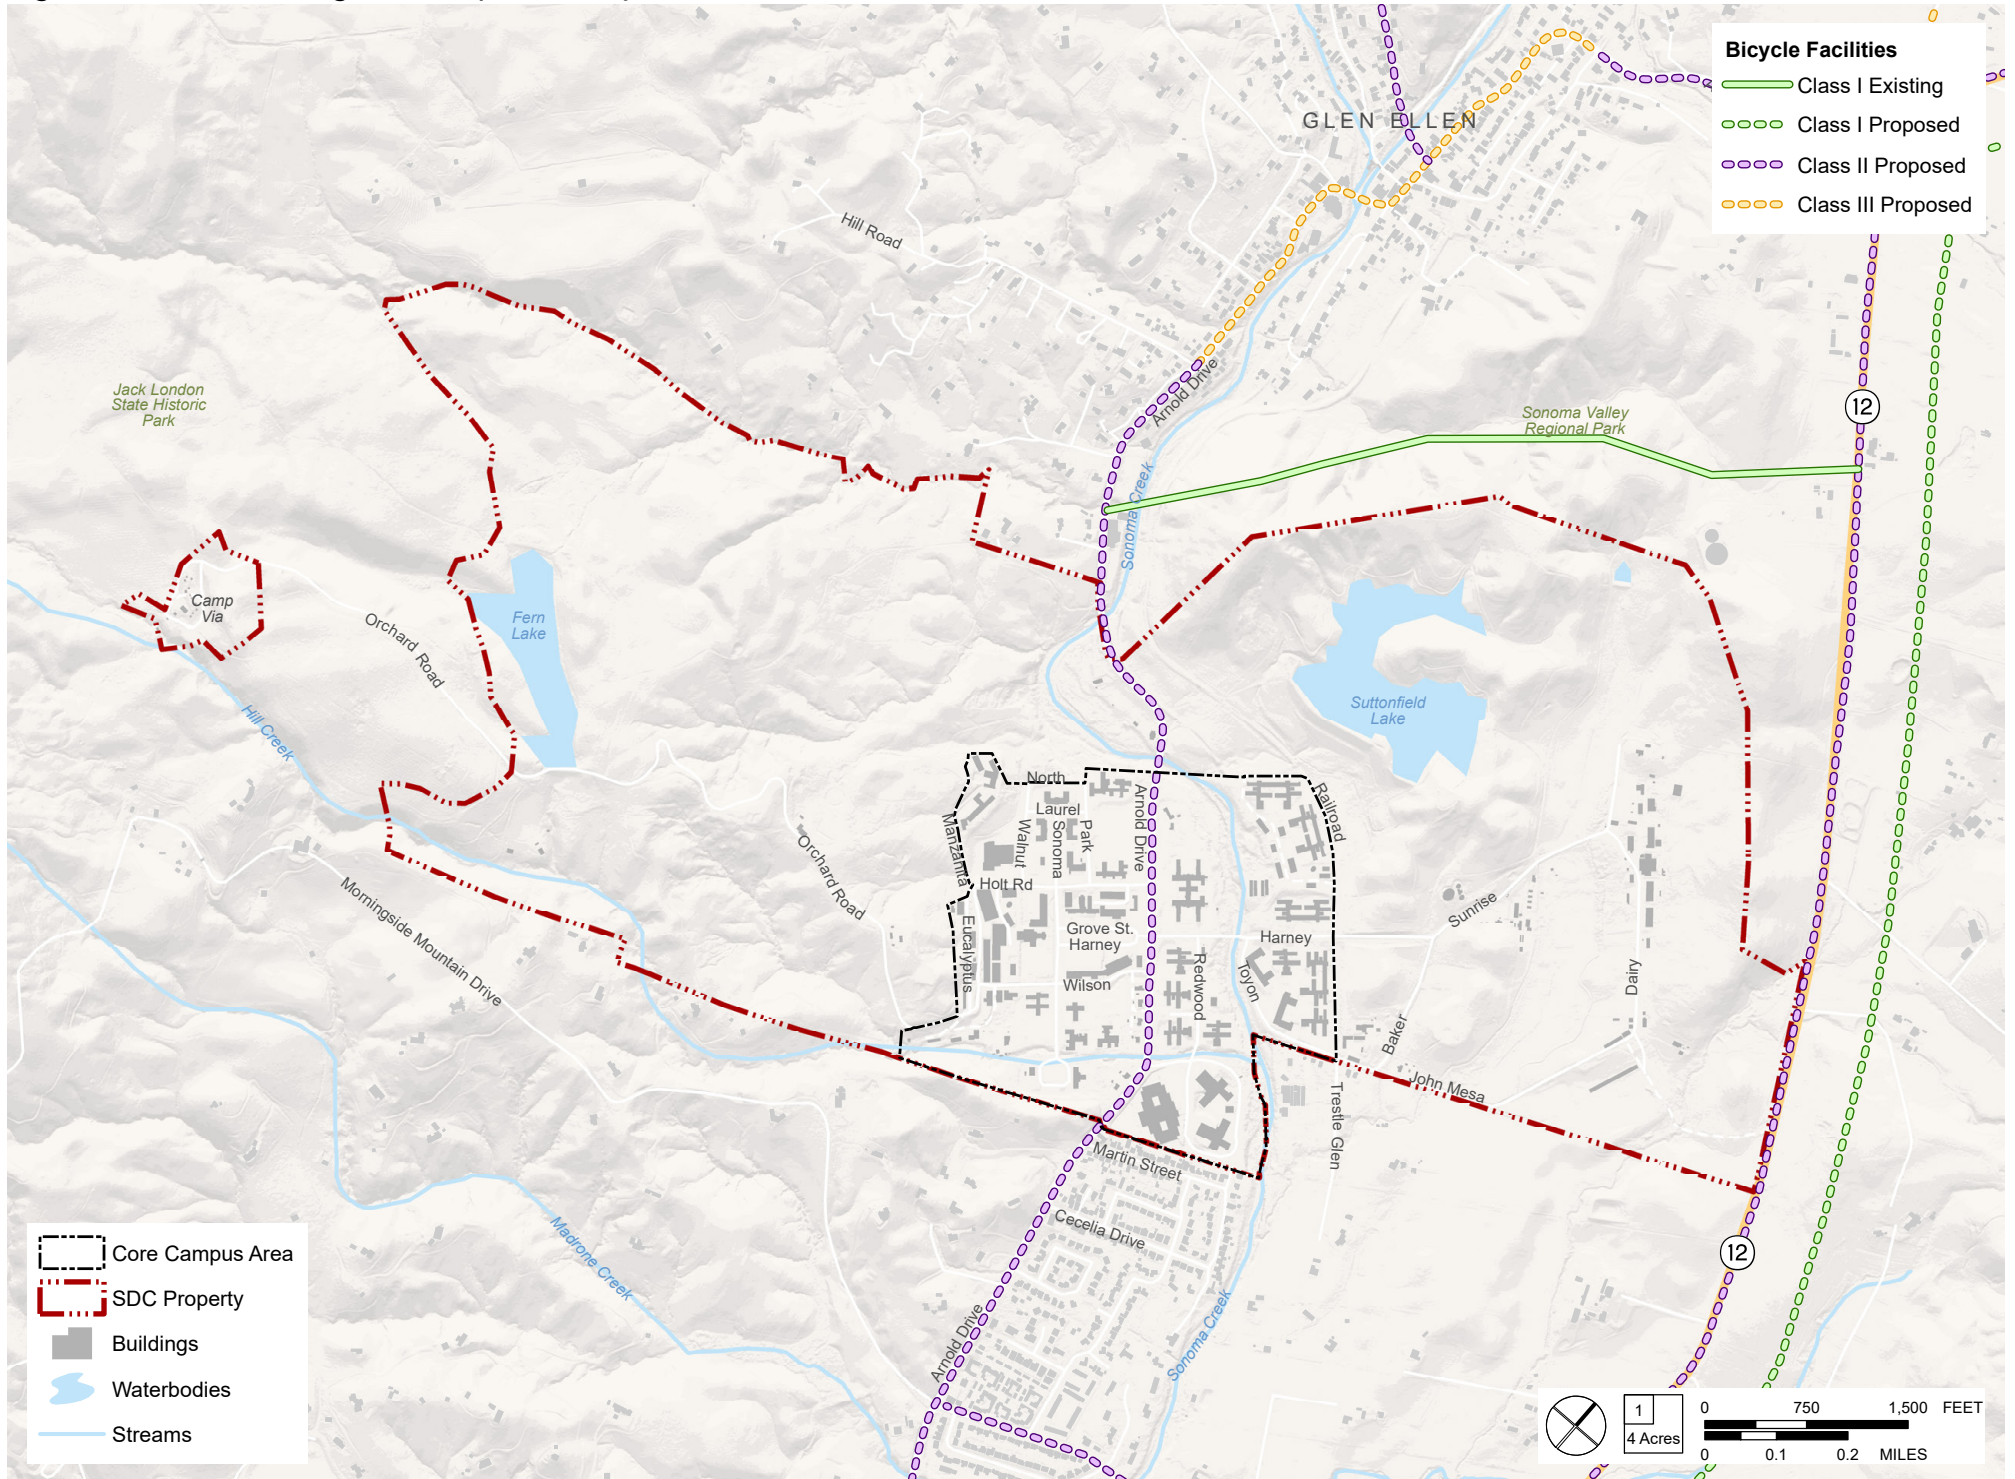 Bicycle Facilities
Class I Existing
Class I Proposed
Class II Proposed
Class III Proposed
GLEN ELLEN
Hill Road
Jack London
State Historic
Park
Arnold Drive
Sonoma Valley
Regional Park
12
Sonoma Creek
Camp
Via
Orchard Road
Fern
Lake
Hill Creek
Suttonfield
Lake
North
Laurel
Manzanita
Walnut
Sonoma
Park
Arnold Drive
Railroad
Orchard Road
Holt Rd
Morningside Mountain Drive
Eucalyptus
Grove St.
Harney
Harney
Sunrise
Wilson
Redwood
Toyon
Dairy
Baker
John Mesa
Trestle Glen
Martin Street
Cecelia Drive
Madrone Creek
Arnold Drive
Sonoma Creek
12
Core Campus Area
SDC Property
Buildings
Waterbodies
Streams
1
4 Acres
0 750 1,500 FEET
0 0.1 0.2 MILES